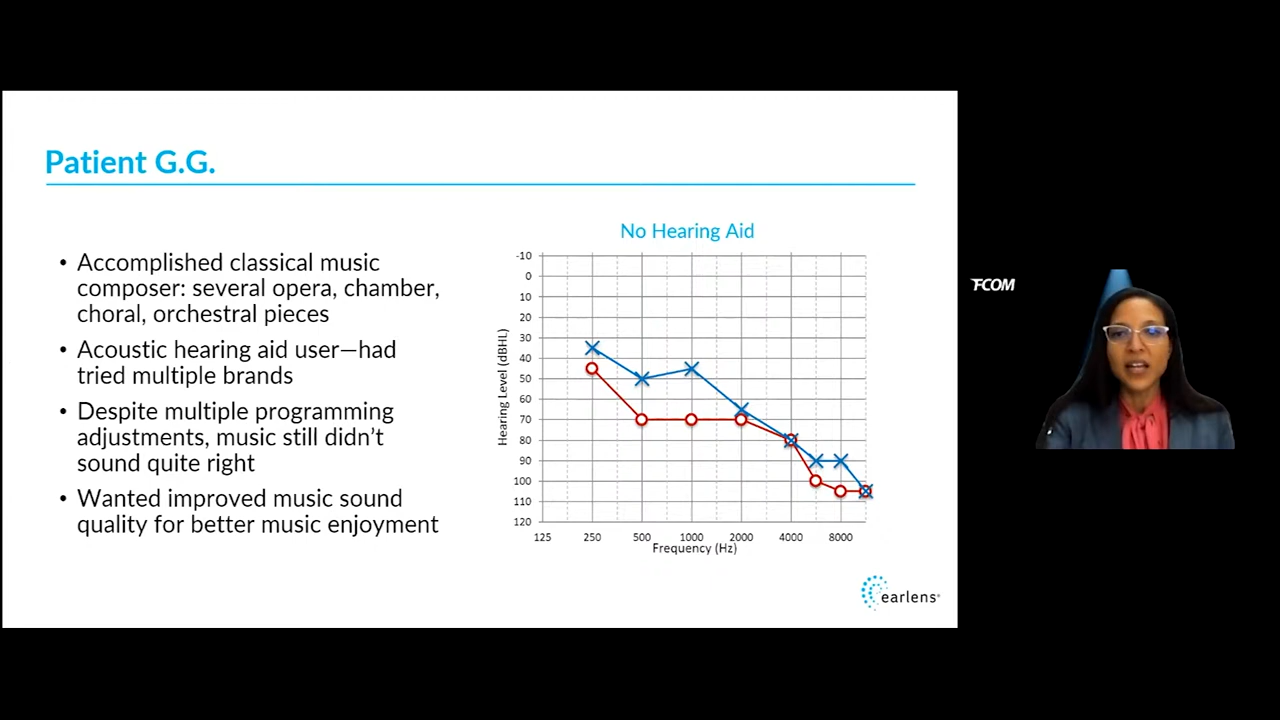 Patient G.G.
• Accomplished classical music
composer: several opera, chamber,
choral, orchestral pieces
• Acoustic hearing aid user—had
tried multiple brands
• Despite multiple programming
adjustments, music still didn't
sound quite right
• Wanted improved music sound
quality for better music enjoyment
No Hearing Aid
Hearing Level (dBHL)
-10
0
10
20
30
40
50
60
70
80
90
100
110
120
125 250 500 1000 2000 4000 8000
Frequency (Hz)
earlens
FCOM